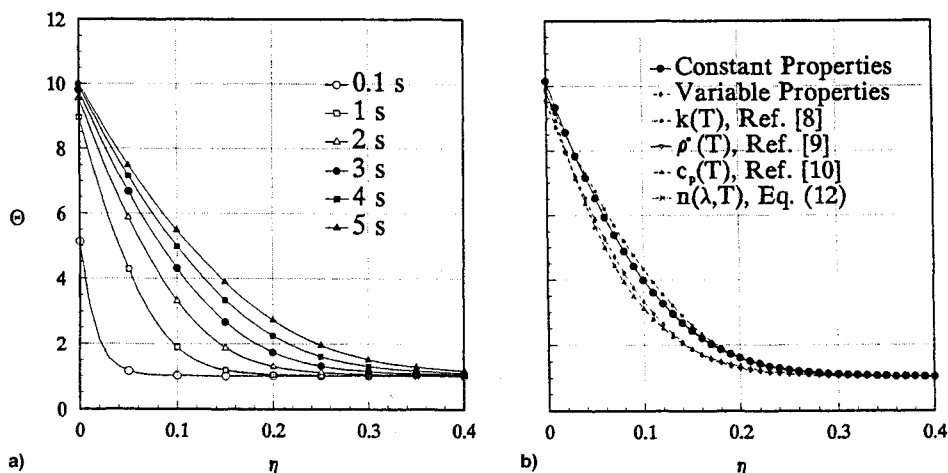 12
10
8
6
4
2
0
Θ
0.1 s
1 s
2 s
3 s
4 s
5 s
0
0.1
0.2
0.3
0.4
a)
η
Constant Properties
Variable Properties
k(T), Ref. [8]
ρ*(T), Ref. [9]
cₚ(T), Ref. [10]
n(λ,T), Eq. (12)
0
0.1
0.2
0.3
0.4
b)
η